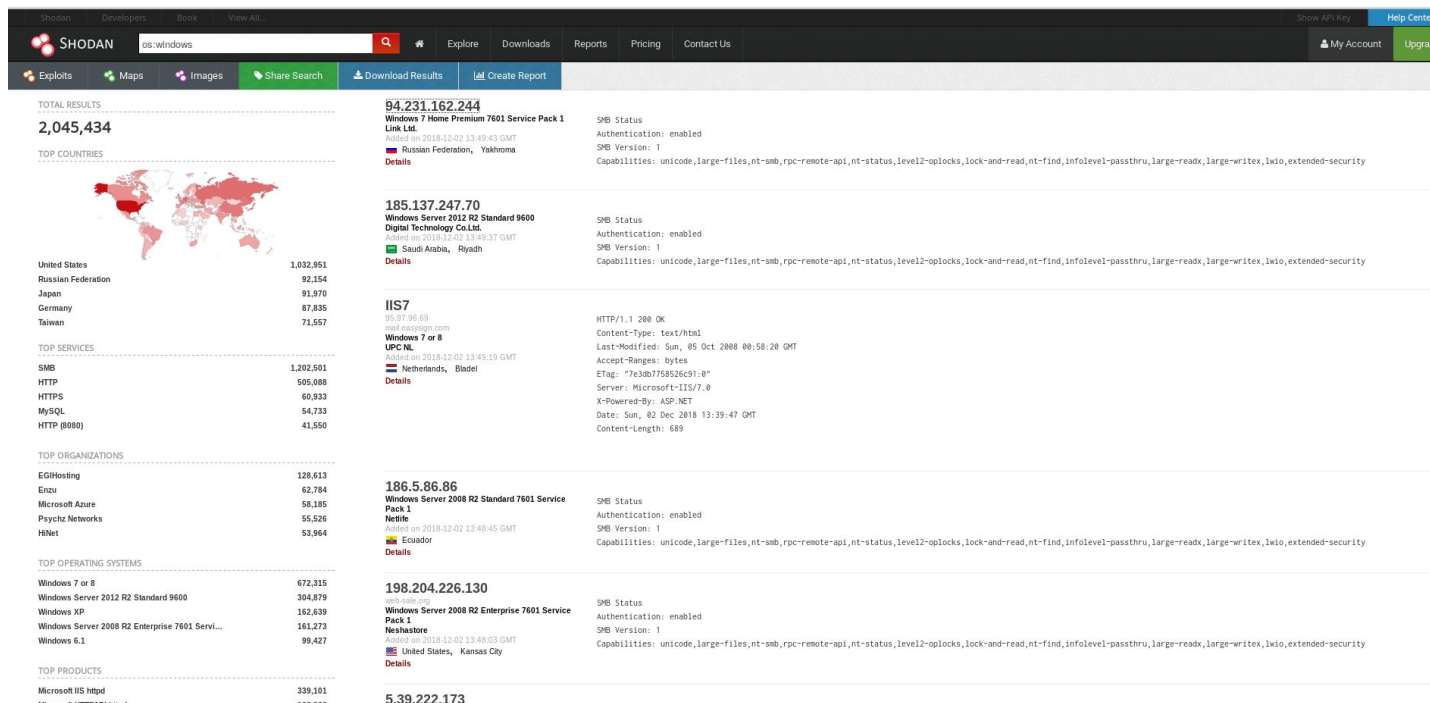 Shodan Developers Book View All...
Show API Key Help Cente
SHODAN os:windows Explore Downloads Reports Pricing Contact Us My Account Upgra
Exploits Maps Images Share Search Download Results Create Report
TOTAL RESULTS
2,045,434
TOP COUNTRIES
United States 1,032,951
Russian Federation 92,154
Japan 91,970
Germany 87,835
Taiwan 71,557
TOP SERVICES
SMB 1,202,501
HTTP 505,088
HTTPS 60,933
MySQL 54,733
HTTP (8080) 41,550
TOP ORGANIZATIONS
EGIHosting 128,613
Enzu 62,784
Microsoft Azure 58,185
Psychz Networks 55,526
HiNet 53,964
TOP OPERATING SYSTEMS
Windows 7 or 8 672,315
Windows Server 2012 R2 Standard 9600 304,879
Windows XP 162,639
Windows Server 2008 R2 Enterprise 7601 Servi... 161,273
Windows 6.1 99,427
TOP PRODUCTS
Microsoft IIS httpd 339,101
94.231.162.244
Windows 7 Home Premium 7601 Service Pack 1
Link Ltd.
Added on 2018-12-02 13:49:43 GMT
Russian Federation, Yakhroma
Details
SMB Status
Authentication: enabled
SMB Version: 1
Capabilities: unicode,large-files,nt-smb,rpc-remote-api,nt-status,level2-oplocks,lock-and-read,nt-find,infolevel-passthru,large-readx,large-writex,lwio,extended-security
185.137.247.70
Windows Server 2012 R2 Standard 9600
Digital Technology Co.Ltd.
Added on 2018-12-02 13:49:37 GMT
Saudi Arabia, Riyadh
Details
SMB Status
Authentication: enabled
SMB Version: 1
Capabilities: unicode,large-files,nt-smb,rpc-remote-api,nt-status,level2-oplocks,lock-and-read,nt-find,infolevel-passthru,large-readx,large-writex,lwio,extended-security
IIS7
95.97.96.69
mail.easysign.com
Windows 7 or 8
UPC NL
Added on 2018-12-02 13:49:19 GMT
Netherlands, Bladel
Details
HTTP/1.1 200 OK
Content-Type: text/html
Last-Modified: Sun, 05 Oct 2008 00:58:20 GMT
Accept-Ranges: bytes
ETag: "7e3db7758526c91:0"
Server: Microsoft-IIS/7.0
X-Powered-By: ASP.NET
Date: Sun, 02 Dec 2018 13:39:47 GMT
Content-Length: 689
186.5.86.86
Windows Server 2008 R2 Standard 7601 Service
Pack 1
Netlife
Added on 2018-12-02 13:48:45 GMT
Ecuador
Details
SMB Status
Authentication: enabled
SMB Version: 1
Capabilities: unicode,large-files,nt-smb,rpc-remote-api,nt-status,level2-oplocks,lock-and-read,nt-find,infolevel-passthru,large-readx,large-writex,lwio,extended-security
198.204.226.130
web-sale.org
Windows Server 2008 R2 Enterprise 7601 Service
Pack 1
Neshastore
Added on 2018-12-02 13:48:03 GMT
United States, Kansas City
Details
SMB Status
Authentication: enabled
SMB Version: 1
Capabilities: unicode,large-files,nt-smb,rpc-remote-api,nt-status,level2-oplocks,lock-and-read,nt-find,infolevel-passthru,large-readx,large-writex,lwio,extended-security
5.39.222.173